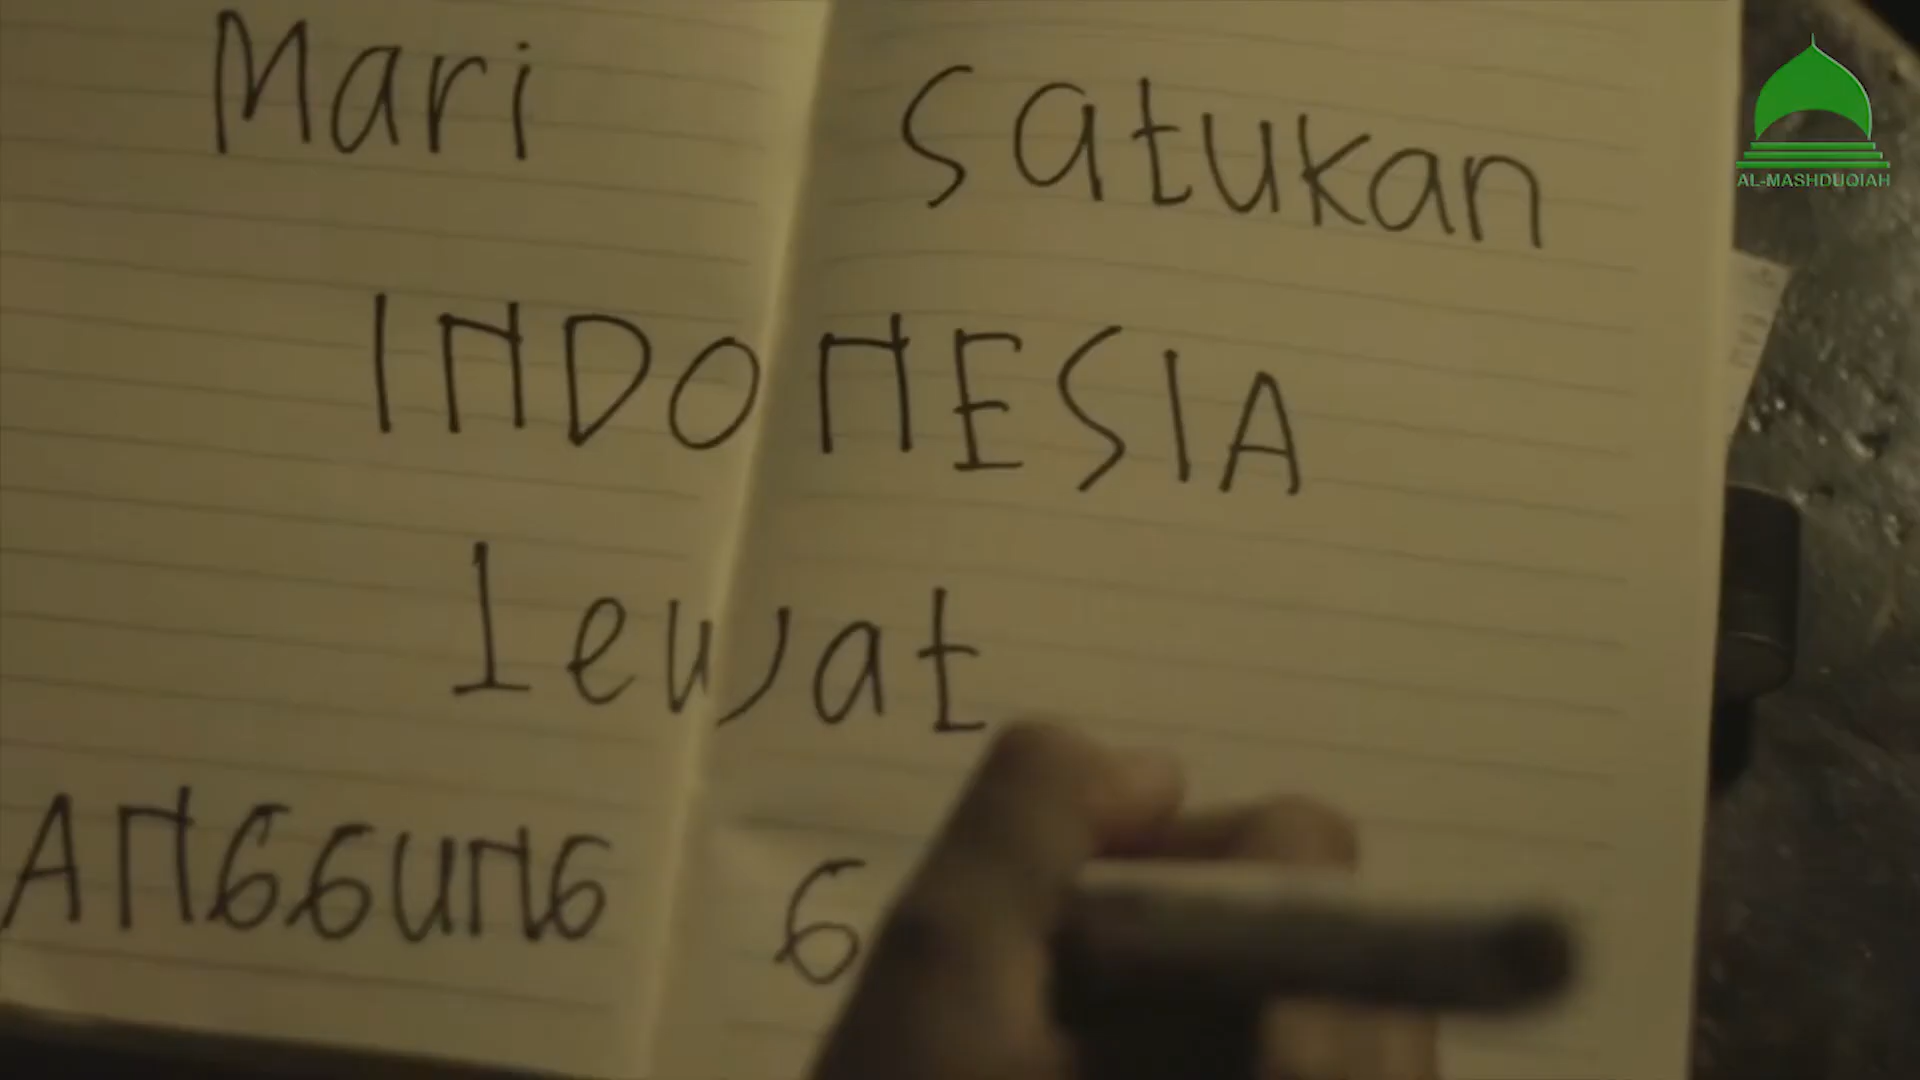 Mari satukan
INDONESIA
lewat
ANGGUNG G
AL-MASHDUQIAH